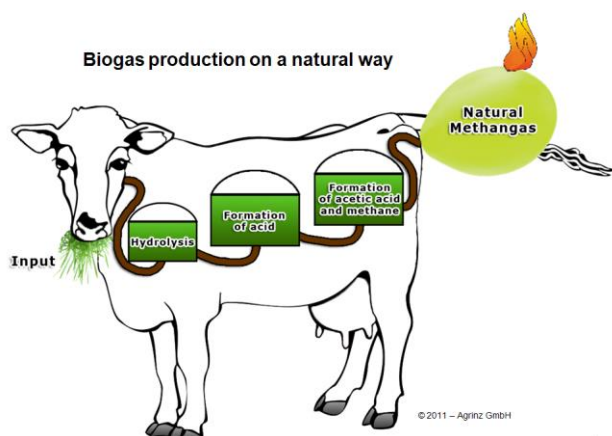 Biogas production on a natural way
Natural
Methangas
Formation
of acetic acid
and methane
Formation
of acid
Hydrolysis
Input
© 2011 – Agrinz GmbH